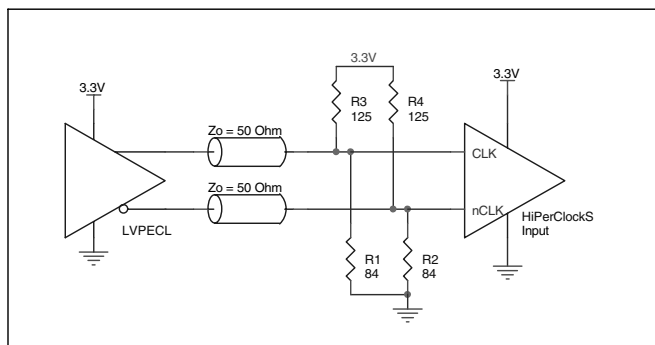 3.3V
3.3V
3.3V
R3
125
R4
125
Zo = 50 Ohm
CLK
Zo = 50 Ohm
nCLK
HiPerClockS
Input
LVPECL
R1
84
R2
84